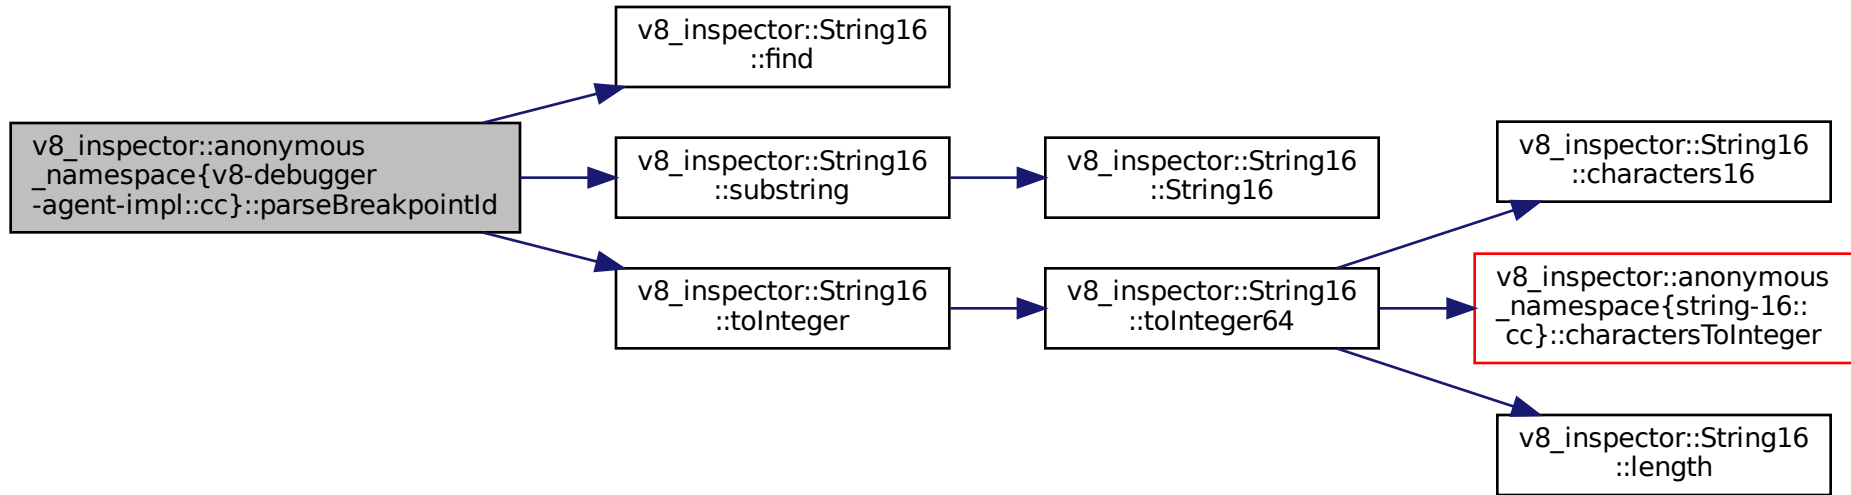 v8_inspector::anonymous
_namespace{v8-debugger
-agent-impl::cc}::parseBreakpointId
v8_inspector::String16
::find
v8_inspector::String16
::substring
v8_inspector::String16
::toInteger
v8_inspector::String16
::String16
v8_inspector::String16
::toInteger64
v8_inspector::String16
::characters16
v8_inspector::anonymous
_namespace{string-16::
cc}::charactersToInteger
v8_inspector::String16
::length